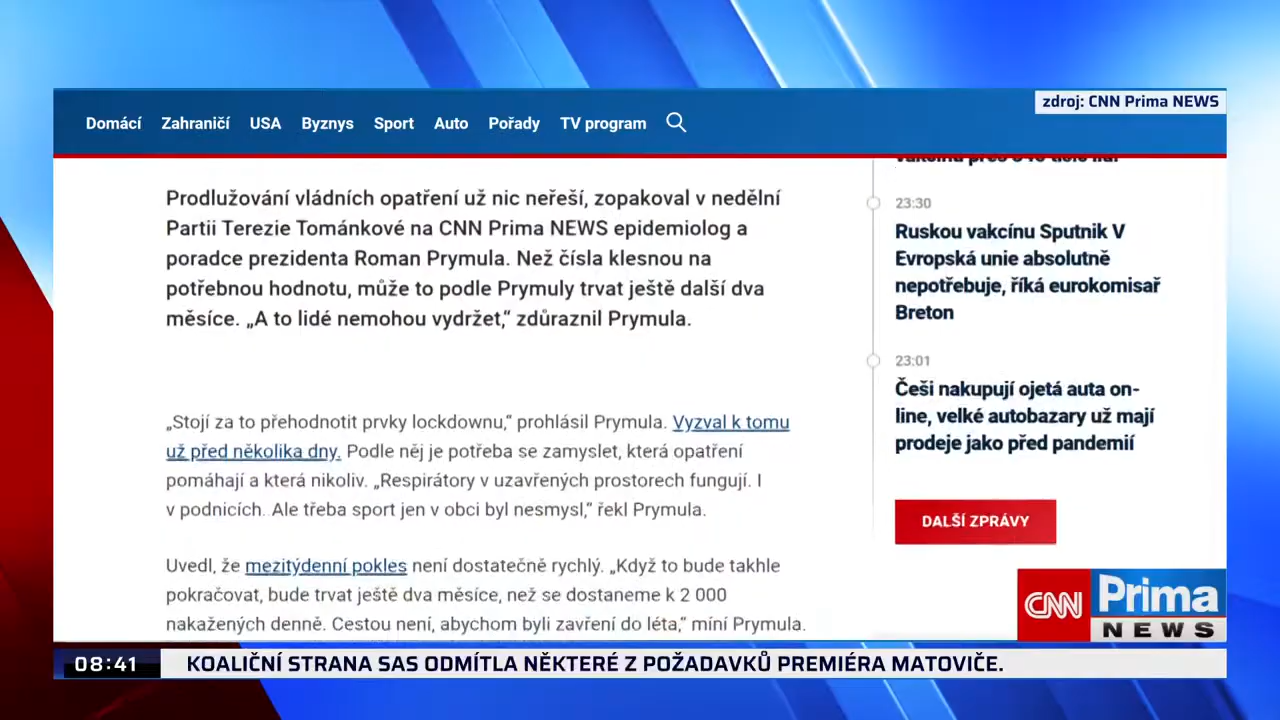 zdroj: CNN Prima NEWS
Domácí Zahraničí USA Byznys Sport Auto Pořady TV program
Prodlužování vládních opatření už nic neřeší, zopakoval v nedělní
Partii Terezie Tománkové na CNN Prima NEWS epidemiolog a
poradce prezidenta Roman Prymula. Než čísla klesnou na
potřebnou hodnotu, může to podle Prymuly trvat ještě další dva
měsíce. „A to lidé nemohou vydržet,“ zdůraznil Prymula.
„Stojí za to přehodnotit prvky lockdownu,“ prohlásil Prymula. Vyzval k tomu
už před několika dny. Podle něj je potřeba se zamyslet, která opatření
pomáhají a která nikoliv. „Respirátory v uzavřených prostorech fungují. I
v podnicích. Ale třeba sport jen v obci byl nesmysl,“ řekl Prymula.
Uvedl, že mezitýdenní pokles není dostatečně rychlý. „Když to bude takhle
pokračovat, bude trvat ještě dva měsíce, než se dostaneme k 2 000
nakažených denně. Cestou není, abychom byli zavření do léta,“ míní Prymula.
23:30
Ruskou vakcínu Sputnik V
Evropská unie absolutně
nepotřebuje, říká eurokomisař
Breton
23:01
Češi nakupují ojetá auta on-
line, velké autobazary už mají
prodeje jako před pandemií
DALŠÍ ZPRÁVY
CNN Prima
NEWS
08:41 KOALIČNÍ STRANA SAS ODMÍTLA NĚKTERÉ Z POŽADAVKŮ PREMIÉRA MATOVIČE.